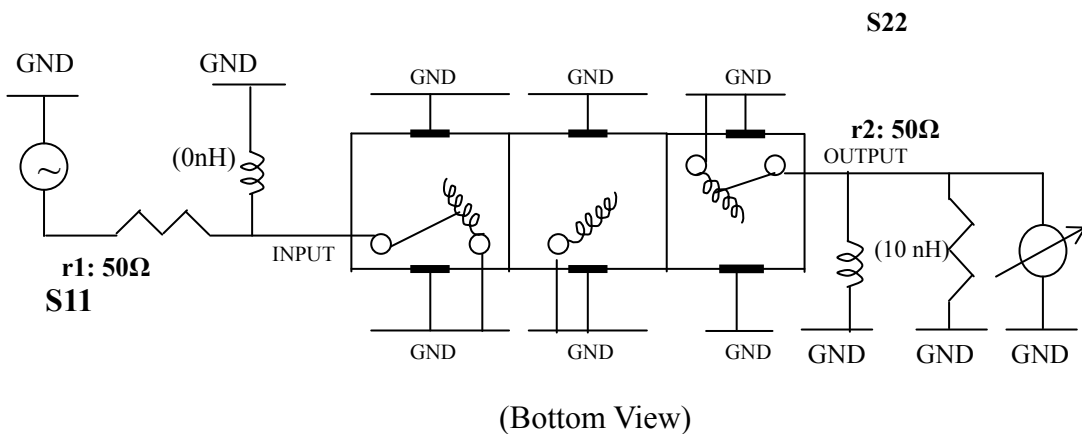 S22
GND
GND
GND
GND
GND
r2: 50Ω
OUTPUT
(0nH)
~
INPUT
(10 nH)
r1: 50Ω
S11
GND
GND
GND
GND
GND
GND
(Bottom View)